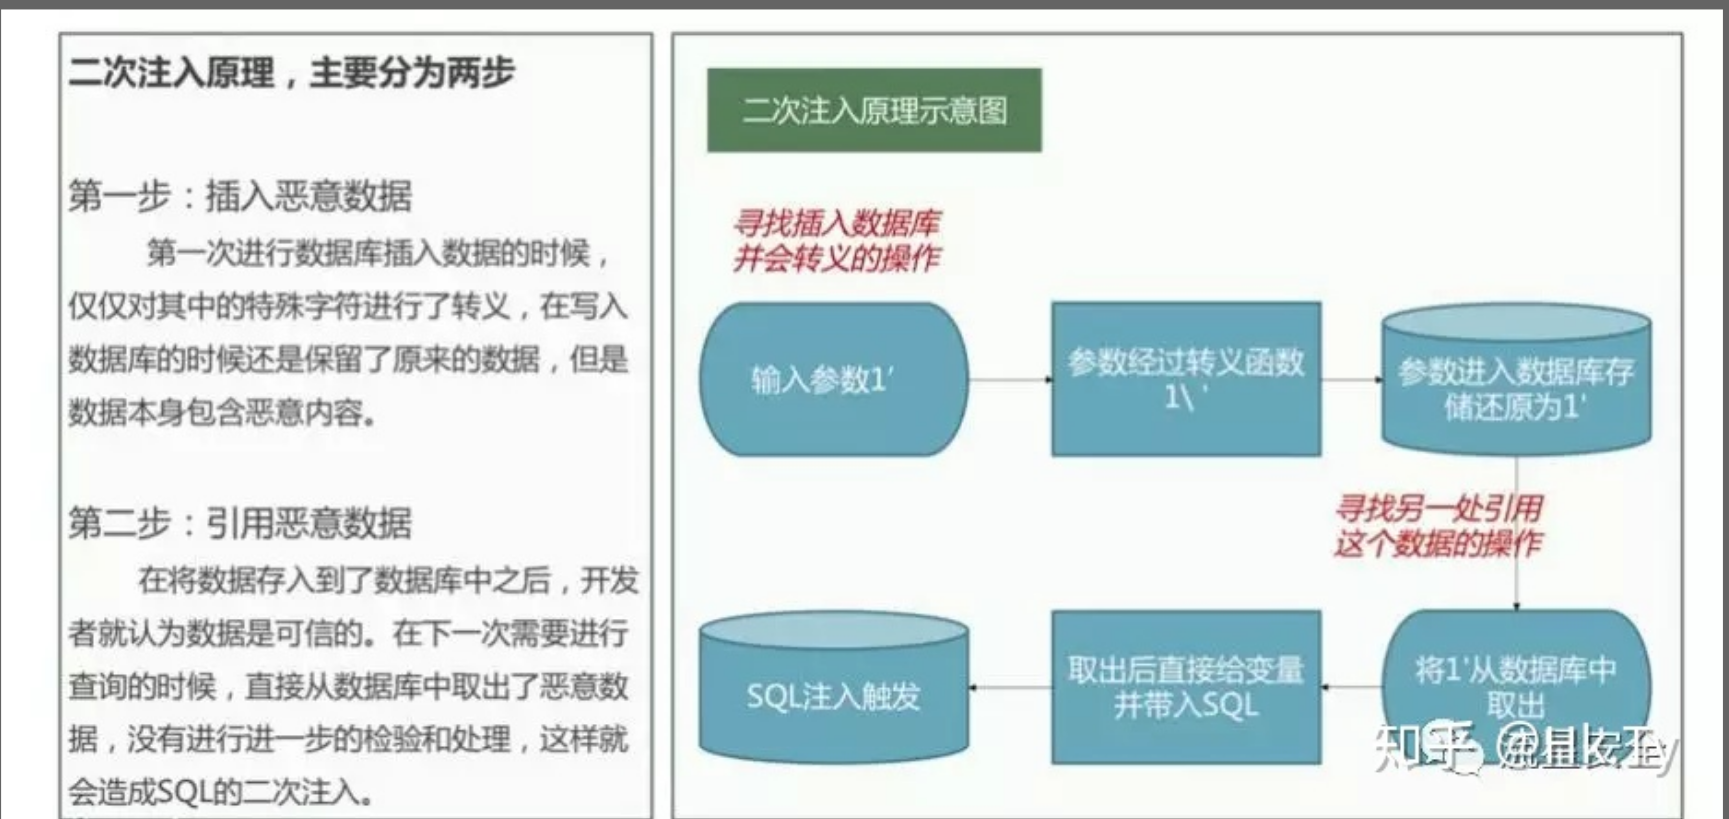 二次注入原理，主要分为两步
第一步：插入恶意数据
第一次进行数据库插入数据的时候，
仅仅对其中的特殊字符进行了转义，在写入
数据库的时候还是保留了原来的数据，但是
数据本身包含恶意内容。
第二步：引用恶意数据
在将数据存入到了数据库中之后，开发
者就认为数据是可信的。在下一次需要进行
查询的时候，直接从数据库中取出了恶意数
据，没有进行进一步的检验和处理，这样就
会造成SQL的二次注入。
二次注入原理示意图
寻找插入数据库
并会转义的操作
输入参数1'
参数经过转义函数
1\ '
参数进入数据库存
储还原为1'
寻找另一处引用
这个数据的操作
将1'从数据库中
取出
取出后直接给变量
并带入SQL
SQL注入触发
知乎